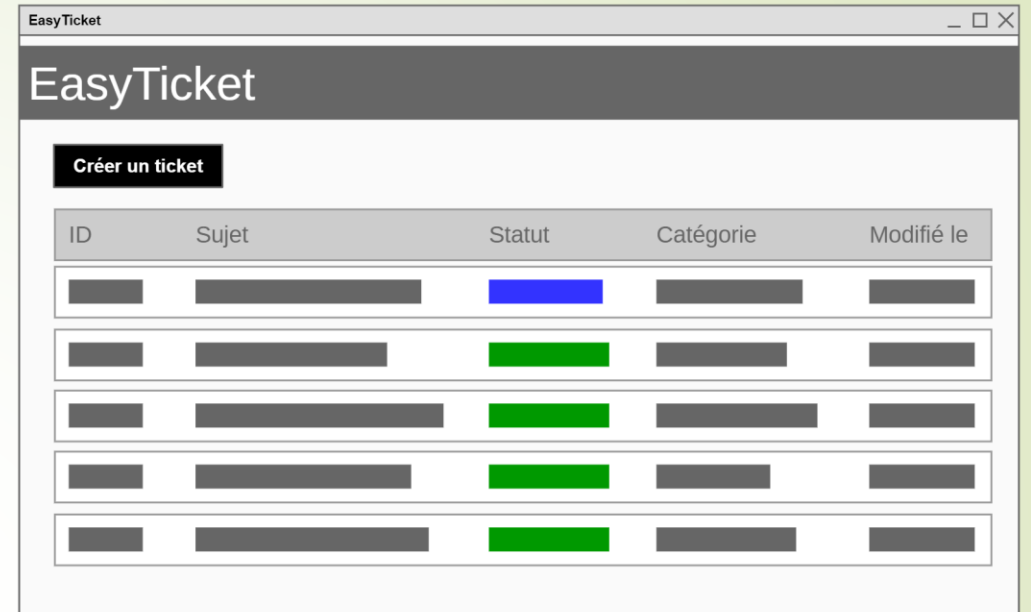 EasyTicket
EasyTicket
Créer un ticket
ID Sujet Statut Catégorie Modifié le